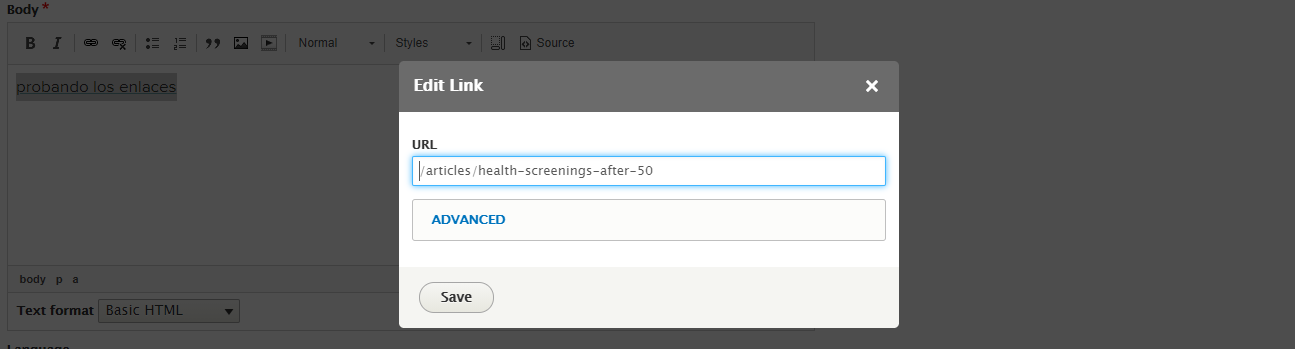 Body *
B I Normal Styles Source
probando los enlaces
Edit Link
URL
/articles/health-screenings-after-50
ADVANCED
Save
body p a
Text format Basic HTML
Language